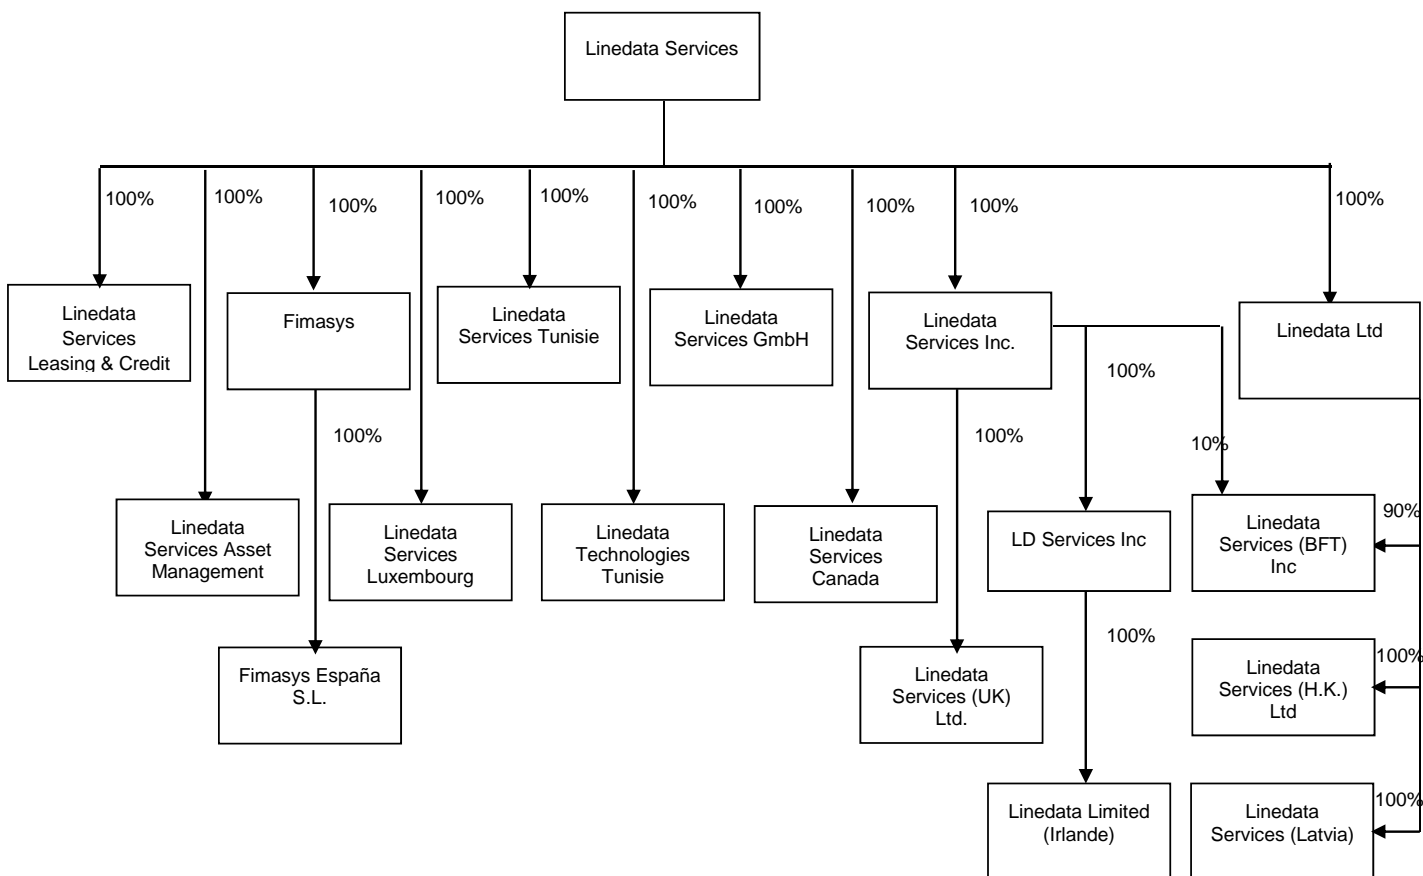 Linedata Services
100%
100%
100%
100%
100%
100%
100%
100%
100%
100%
Linedata
Services
Leasing & Credit
Fimasys
Linedata
Services Tunisie
Linedata
Services GmbH
Linedata
Services Inc.
Linedata Ltd
100%
100%
100%
10%
90%
Linedata
Services Asset
Management
Linedata
Services
Luxembourg
Linedata
Technologies
Tunisie
Linedata
Services
Canada
LD Services Inc
Linedata
Services (BFT)
Inc
100%
100%
Fimasys España
S.L.
Linedata
Services (UK)
Ltd.
Linedata
Services (H.K.)
Ltd
100%
Linedata Limited
(Irlande)
Linedata
Services (Latvia)